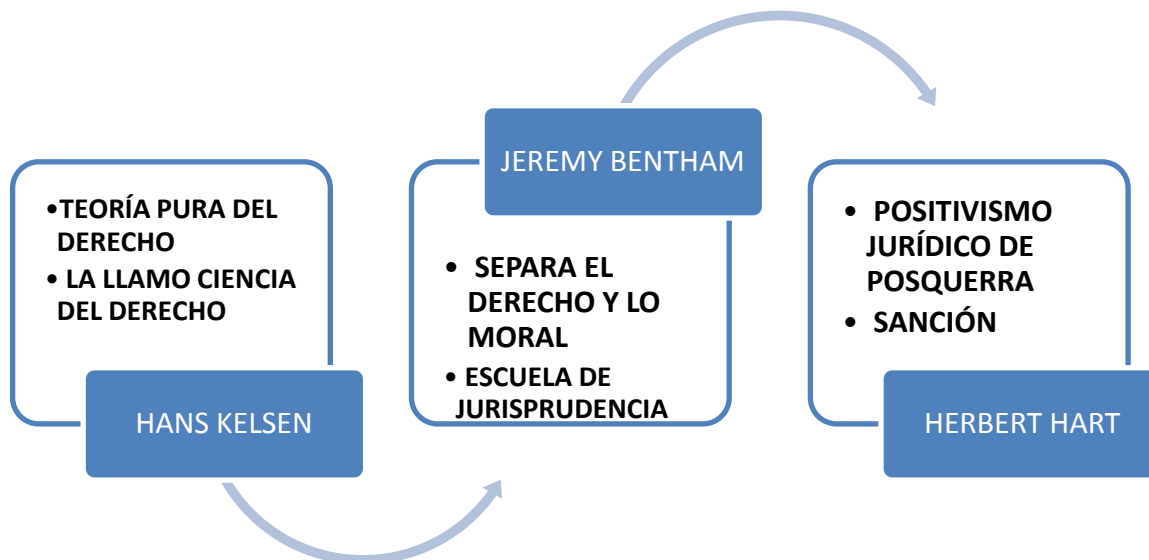 •TEORÍA PURA DEL
DERECHO
• LA LLAMO CIENCIA
DEL DERECHO
HANS KELSEN
JEREMY BENTHAM
• SEPARA EL
DERECHO Y LO
MORAL
• ESCUELA DE
JURISPRUDENCIA
• POSITIVISMO
JURÍDICO DE
POSQUERRA
• SANCIÓN
HERBERT HART